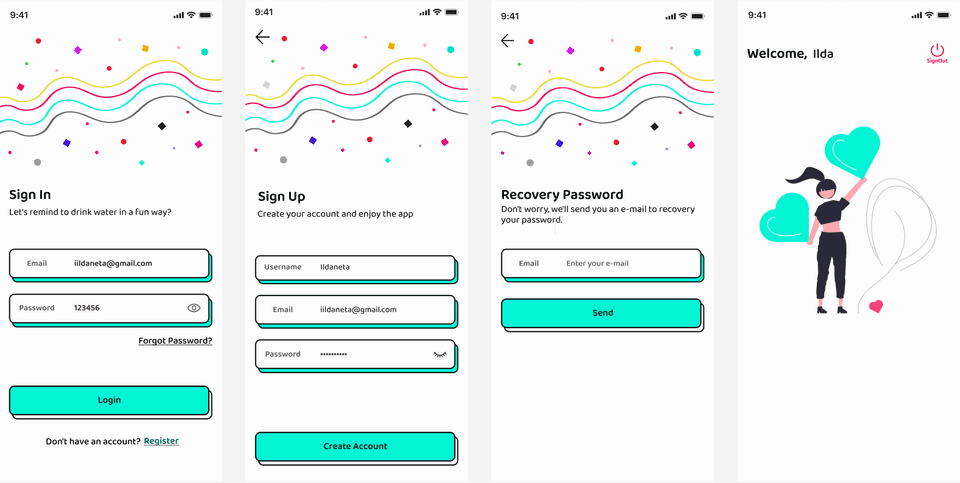 9:41
Sign In
Let's remind to drink water in a fun way?
Email iildaneta@gmail.com
Password 123456
Forgot Password?
Login
Don't have an account? Register
9:41
Sign Up
Create your account and enjoy the app
Username Ildaneta
Email iildaneta@gmail.com
Password ••••••••••
Create Account
9:41
Recovery Password
Don't worry, we'll send you an e-mail to recovery
your password.
Email Enter your e-mail
Send
9:41
Welcome, Ilda
SignOut